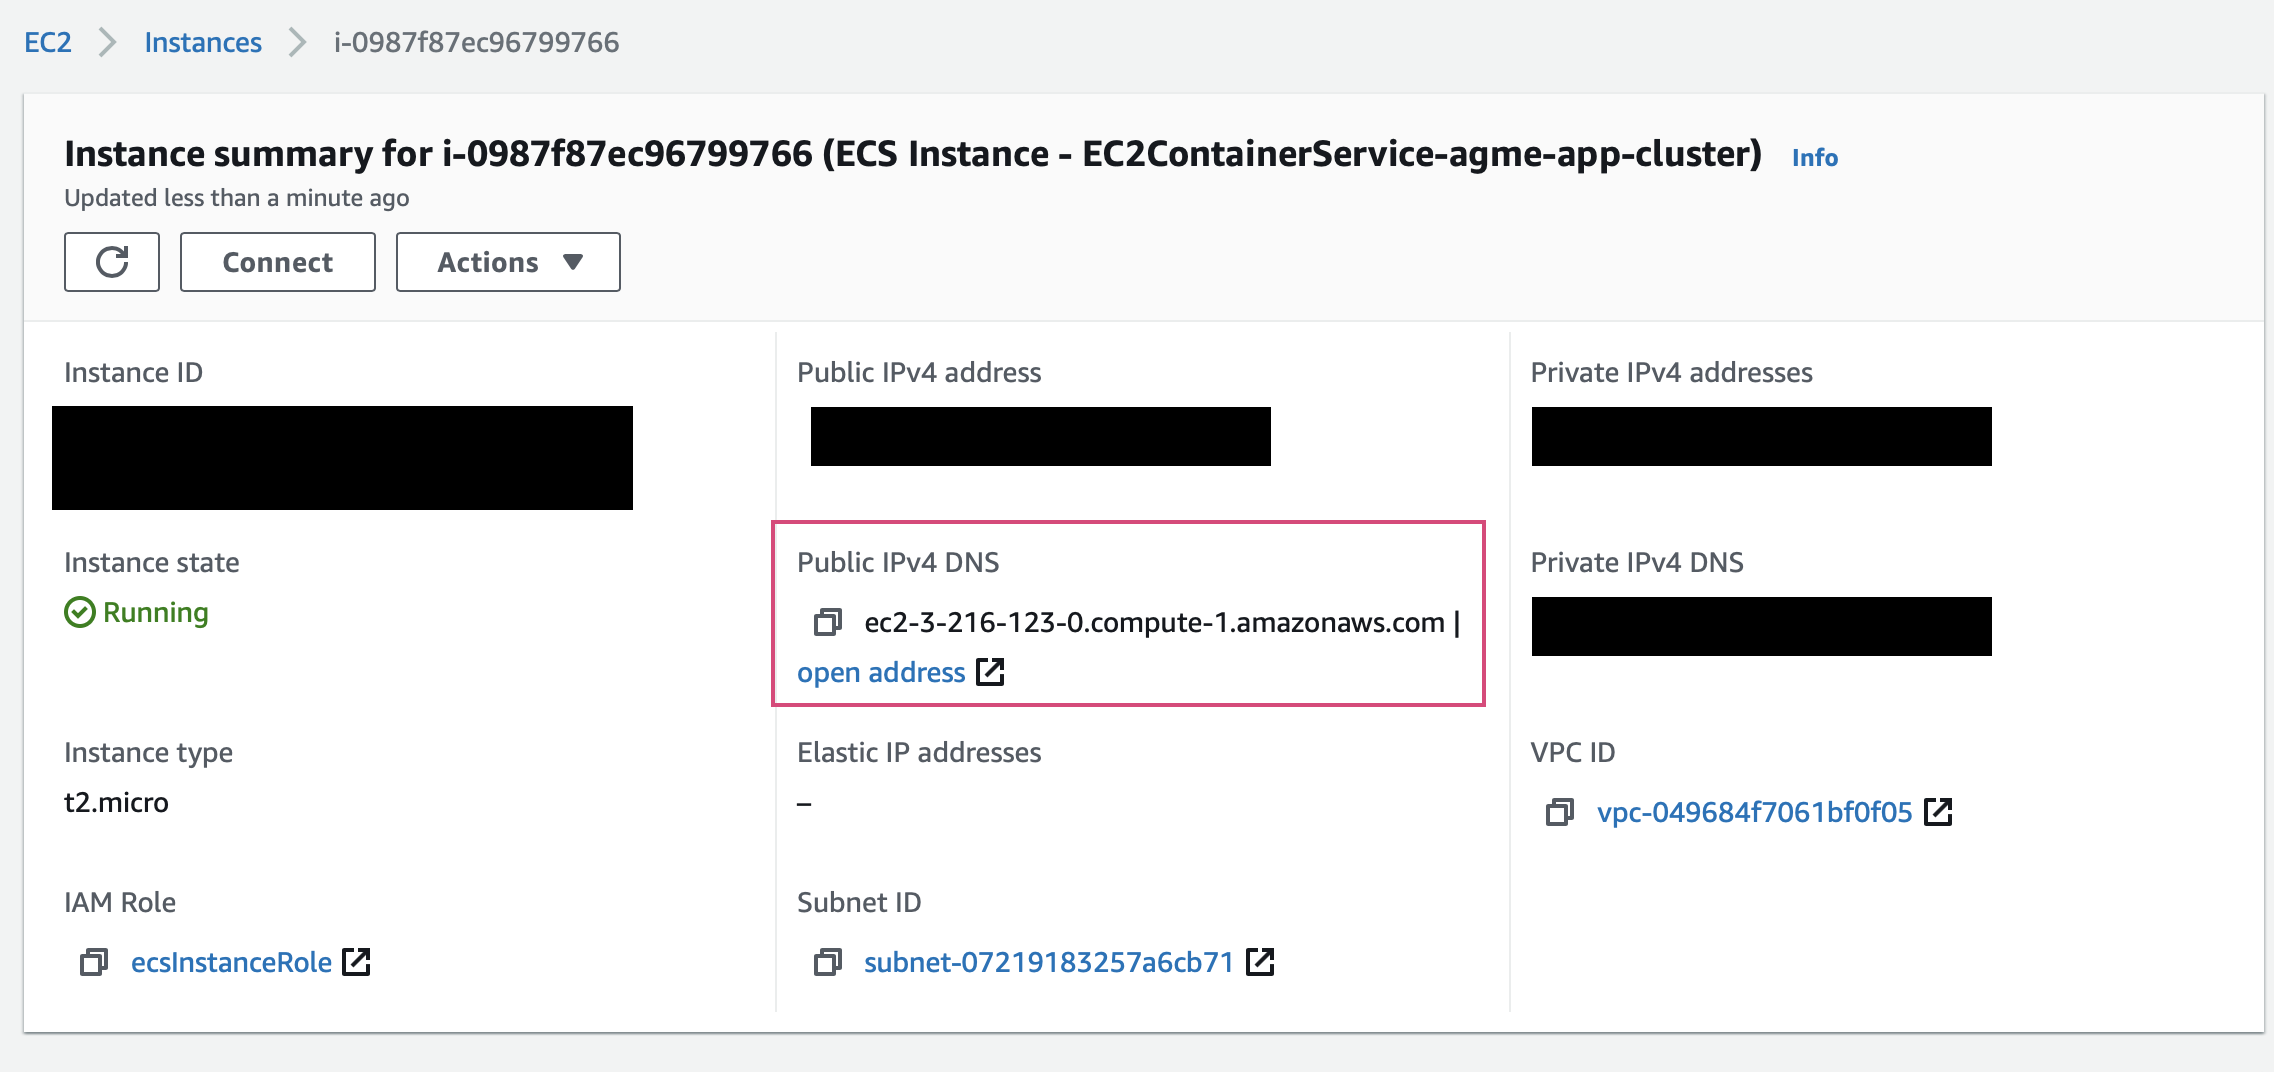 EC2 Instances i-0987f87ec96799766
Instance summary for i-0987f87ec96799766 (ECS Instance - EC2ContainerService-agme-app-cluster) Info
Updated less than a minute ago
Connect Actions
Instance ID
Public IPv4 address
Private IPv4 addresses
Instance state
Running
Public IPv4 DNS
ec2-3-216-123-0.compute-1.amazonaws.com |
open address
Private IPv4 DNS
Instance type
t2.micro
Elastic IP addresses
–
VPC ID
vpc-049684f7061bf0f05
IAM Role
ecsInstanceRole
Subnet ID
subnet-07219183257a6cb71